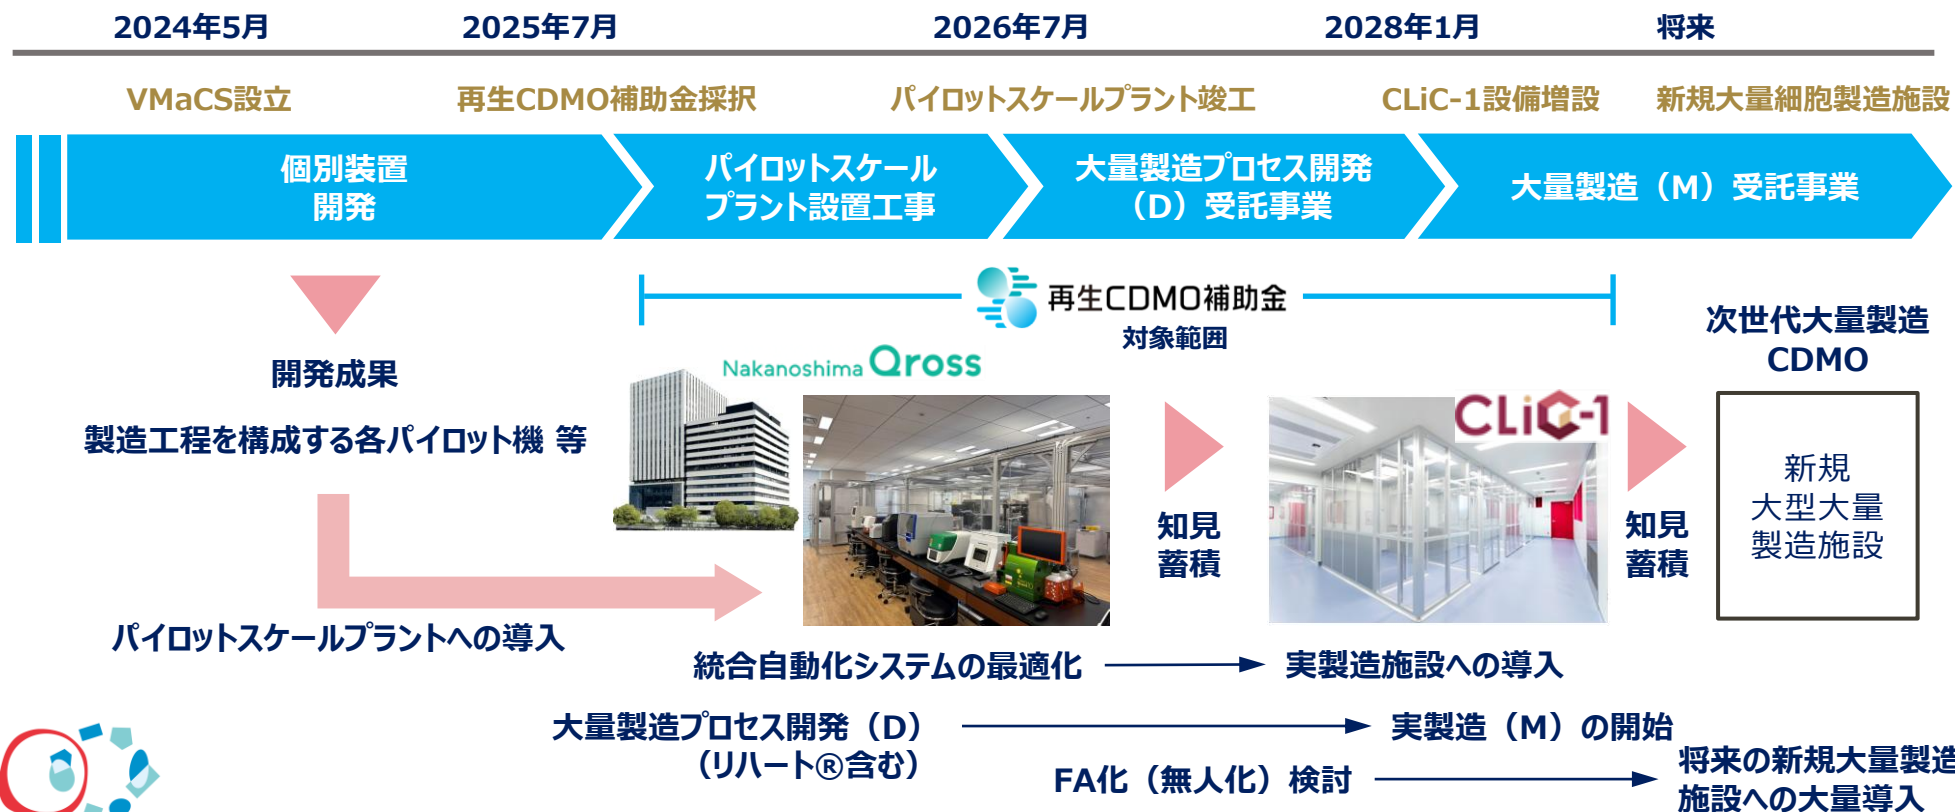 2024年5月
2025年7月
2026年7月
2028年1月
将来
VMaCS設立
再生CDMO補助金採択
パイロットスケールプラント竣工
CLiC-1設備増設
新規大量細胞製造施設
個別装置
開発
パイロットスケール
プラント設置工事
大量製造プロセス開発
（D）受託事業
大量製造（M）受託事業
再生CDMO補助金
対象範囲
開発成果
製造工程を構成する各パイロット機 等
パイロットスケールプラントへの導入
Nakanoshima Qross
知見
蓄積
CLiC-1
知見
蓄積
次世代大量製造
CDMO
新規
大型大量
製造施設
統合自動化システムの最適化
実製造施設への導入
大量製造プロセス開発（D）
（リハート®含む）
実製造（M）の開始
FA化（無人化）検討
将来の新規大量製造
施設への大量導入